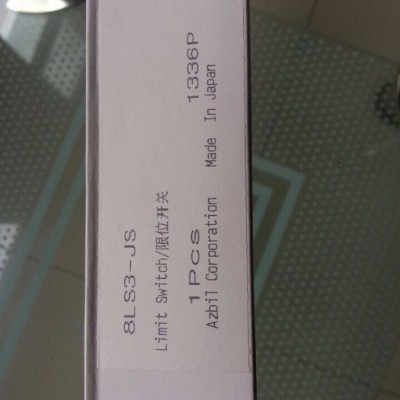 8LS3-JS
Limit Switch/限位开关
1Pcs 1336P
Azbil Corporation Made In Japan